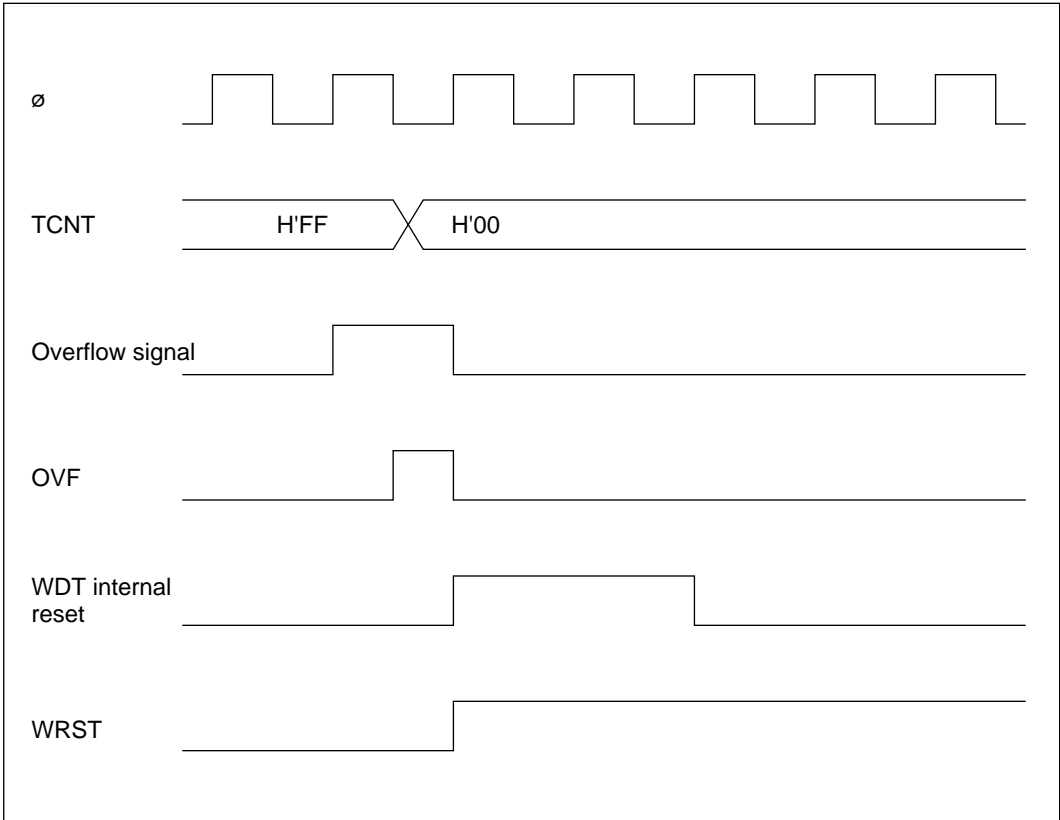 ø
TCNT H'FF H'00
Overflow signal
OVF
WDT internal
reset
WRST